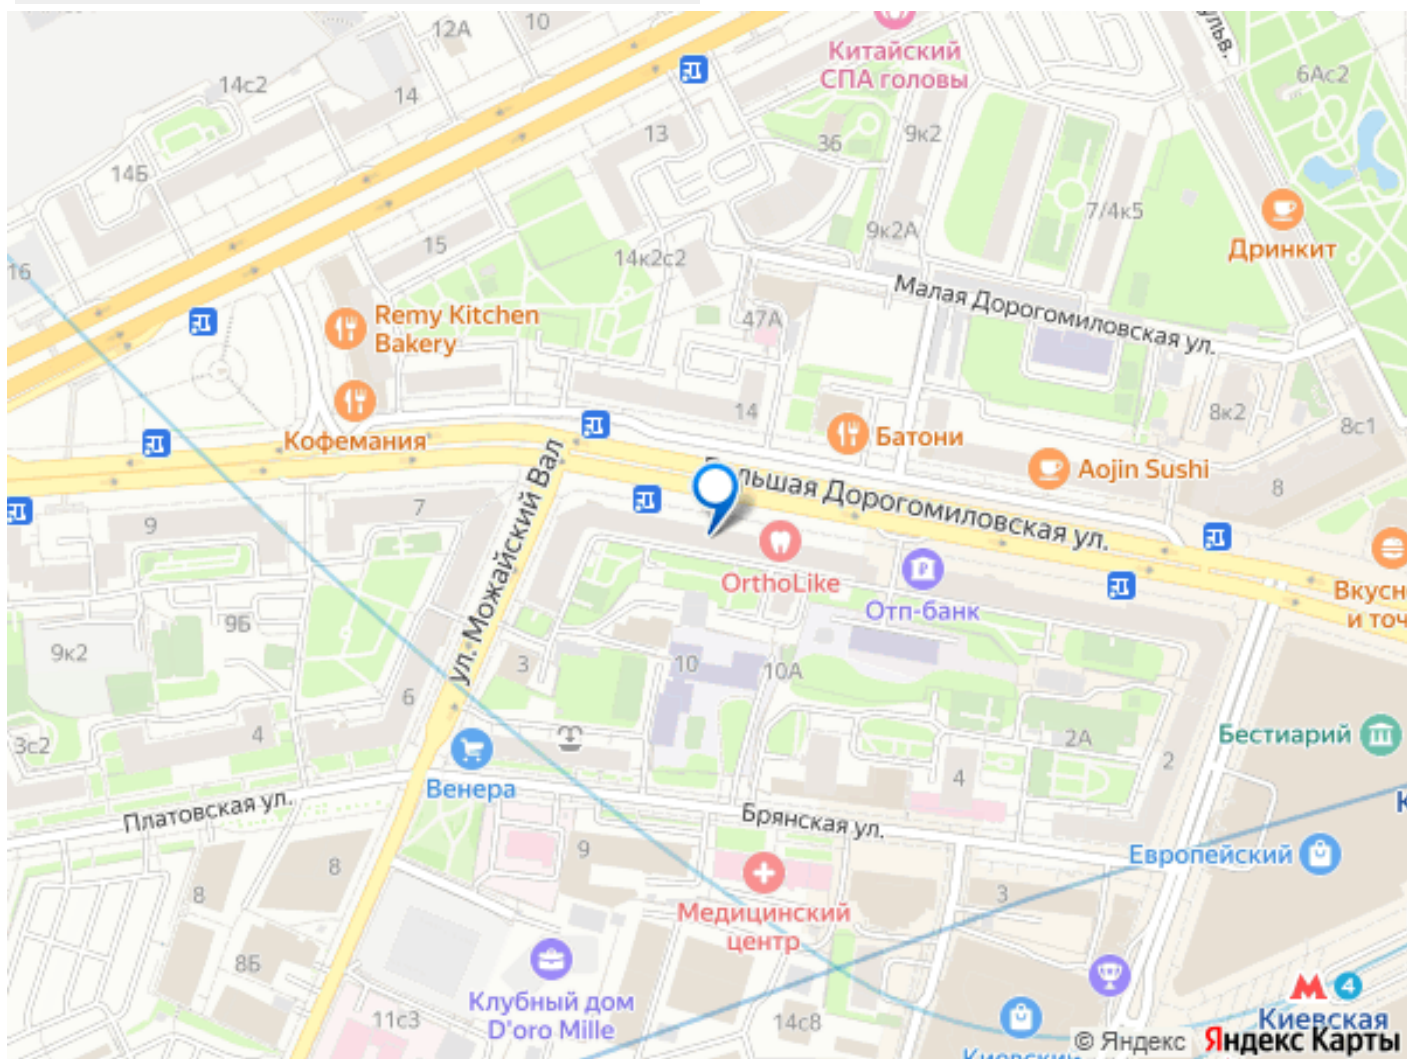 10
12А
ульв.
Китайский
СПА головы
14с2
14
6Ас2
13
36
9к2
14Б
7/4к5
9к2А
15
Дринкит
14к2с2
16
Малая Дорогомиловская ул.
Remy Kitchen
Bakery
47А
14
8к2
8с1
Кофемания
Батони
Aojin Sushi
8
льшая Дорогомиловская ул.
7
9
ул. Можайский Вал
OrthoLike
Отп-банк
Вкусно
и точ
9Б
9к2
3
10
10А
6
4
3с2
2А
2
Бестиарий
4
К
Венера
Платовская ул.
Брянская ул.
Европейский
9
8
8
3
Медицинский
центр
8Б
Клубный дом
D'oro Mille
11с3
14с8
4
Киевская
Киевский
© Яндекс Яндекс Карты